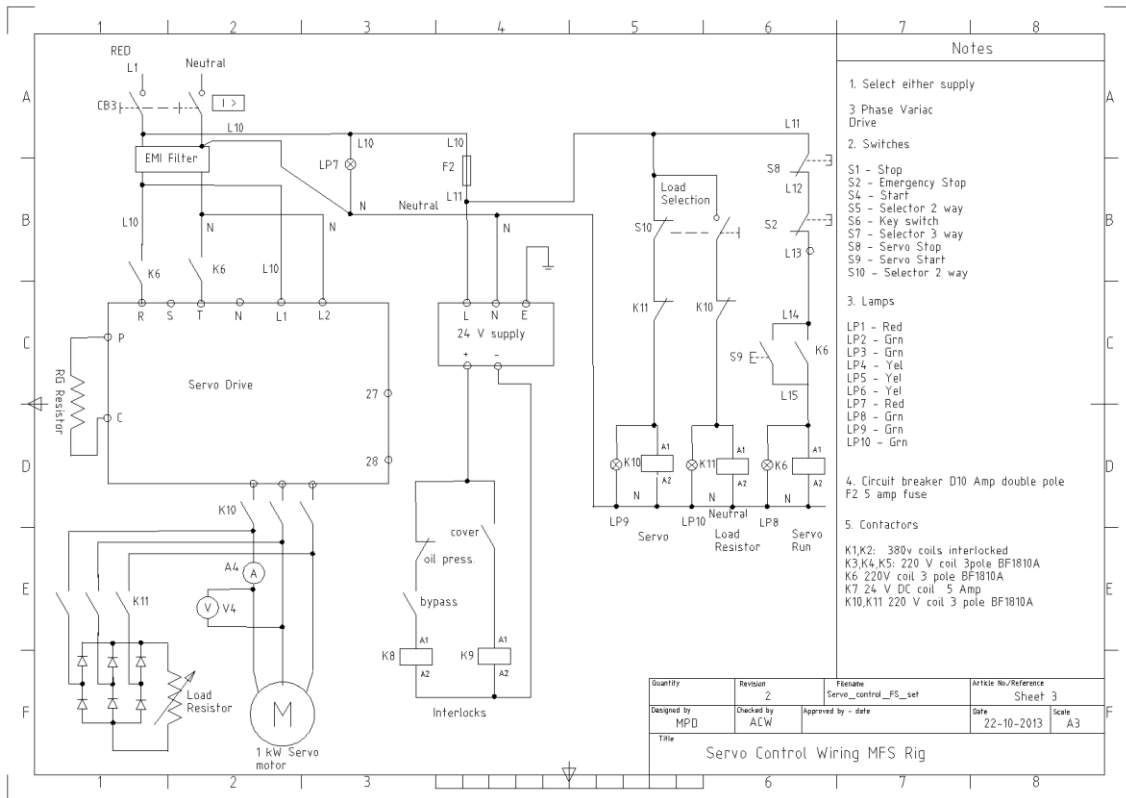 1 2 3 4 5 6 7 8
A B C D E F
RED
L1
Neutral
CB3
I >
L10
EMI Filter
L10
N
L10
N
K6
K6
L10
LP7
N
Neutral
L10
F2
L11
N
R S T N L1 L2
P
C
RG Resistor
Servo Drive
27
28
L N E
24 V supply
+ -
K10
A4
A
V
V4
K11
Load
Resistor
M
1 kW Servo
motor
cover
oil press.
bypass
K8
A1
A2
K9
A1
A2
Interlocks
Load
Selection
S10
K11
K10
L11
S8
L12
S2
L13
L14
S9
K6
L15
K10
A1
A2
K11
A1
A2
K6
A1
A2
N
N
N
LP9
Servo
LP10
Neutral
Load
Resistor
LP8
Servo
Run
Notes
1. Select either supply
3 Phase Variac
Drive
2. Switches
S1 - Stop
S2 - Emergency Stop
S4 - Start
S5 - Selector 2 way
S6 - Key switch
S7 - Selector 3 way
S8 - Servo Stop
S9 - Servo Start
S10 - Selector 2 way
3. Lamps
LP1 - Red
LP2 - Grn
LP3 - Grn
LP4 - Yel
LP5 - Yel
LP6 - Yel
LP7 - Red
LP8 - Grn
LP9 - Grn
LP10 - Grn
4. Circuit breaker D10 Amp double pole
F2 5 amp fuse
5. Contactors
K1,K2: 380v coils interlocked
K3,K4,K5: 220 V coil 3pole BF1810A
K6 220V coil 3 pole BF1810A
K7 24 V DC coil 5 Amp
K10,K11 220 V coil 3 pole BF1810A
Quantity
Revision
2
Filename
Servo_control_FS_set
Article No./Reference
Sheet 3
Designed by
MPD
Checked by
ACW
Approved by - date
Date
22-10-2013
Scale
A3
Title
Servo Control Wiring MFS Rig
1 2 3 4 5 6 7 8
A B C D E F